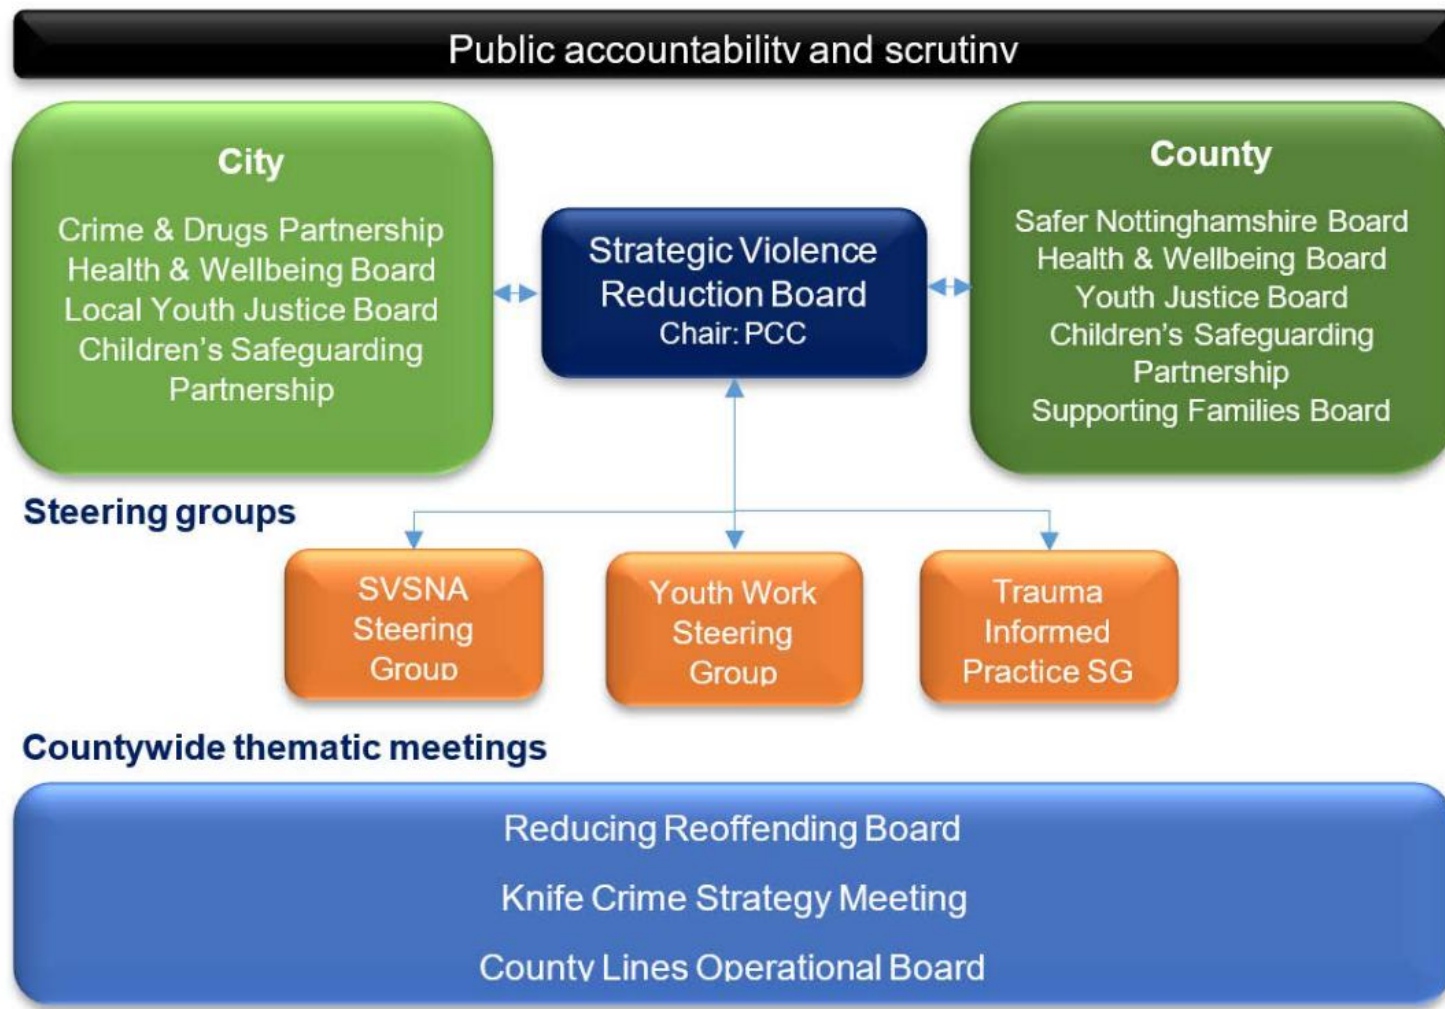 Public accountability and scrutiny
City
Crime & Drugs Partnership
Health & Wellbeing Board
Local Youth Justice Board
Children's Safeguarding
Partnership
Strategic Violence
Reduction Board
Chair: PCC
County
Safer Nottinghamshire Board
Health & Wellbeing Board
Youth Justice Board
Children's Safeguarding
Partnership
Supporting Families Board
Steering groups
SVSNA
Steering
Group
Youth Work
Steering
Group
Trauma
Informed
Practice SG
Countywide thematic meetings
Reducing Reoffending Board
Knife Crime Strategy Meeting
County Lines Operational Board